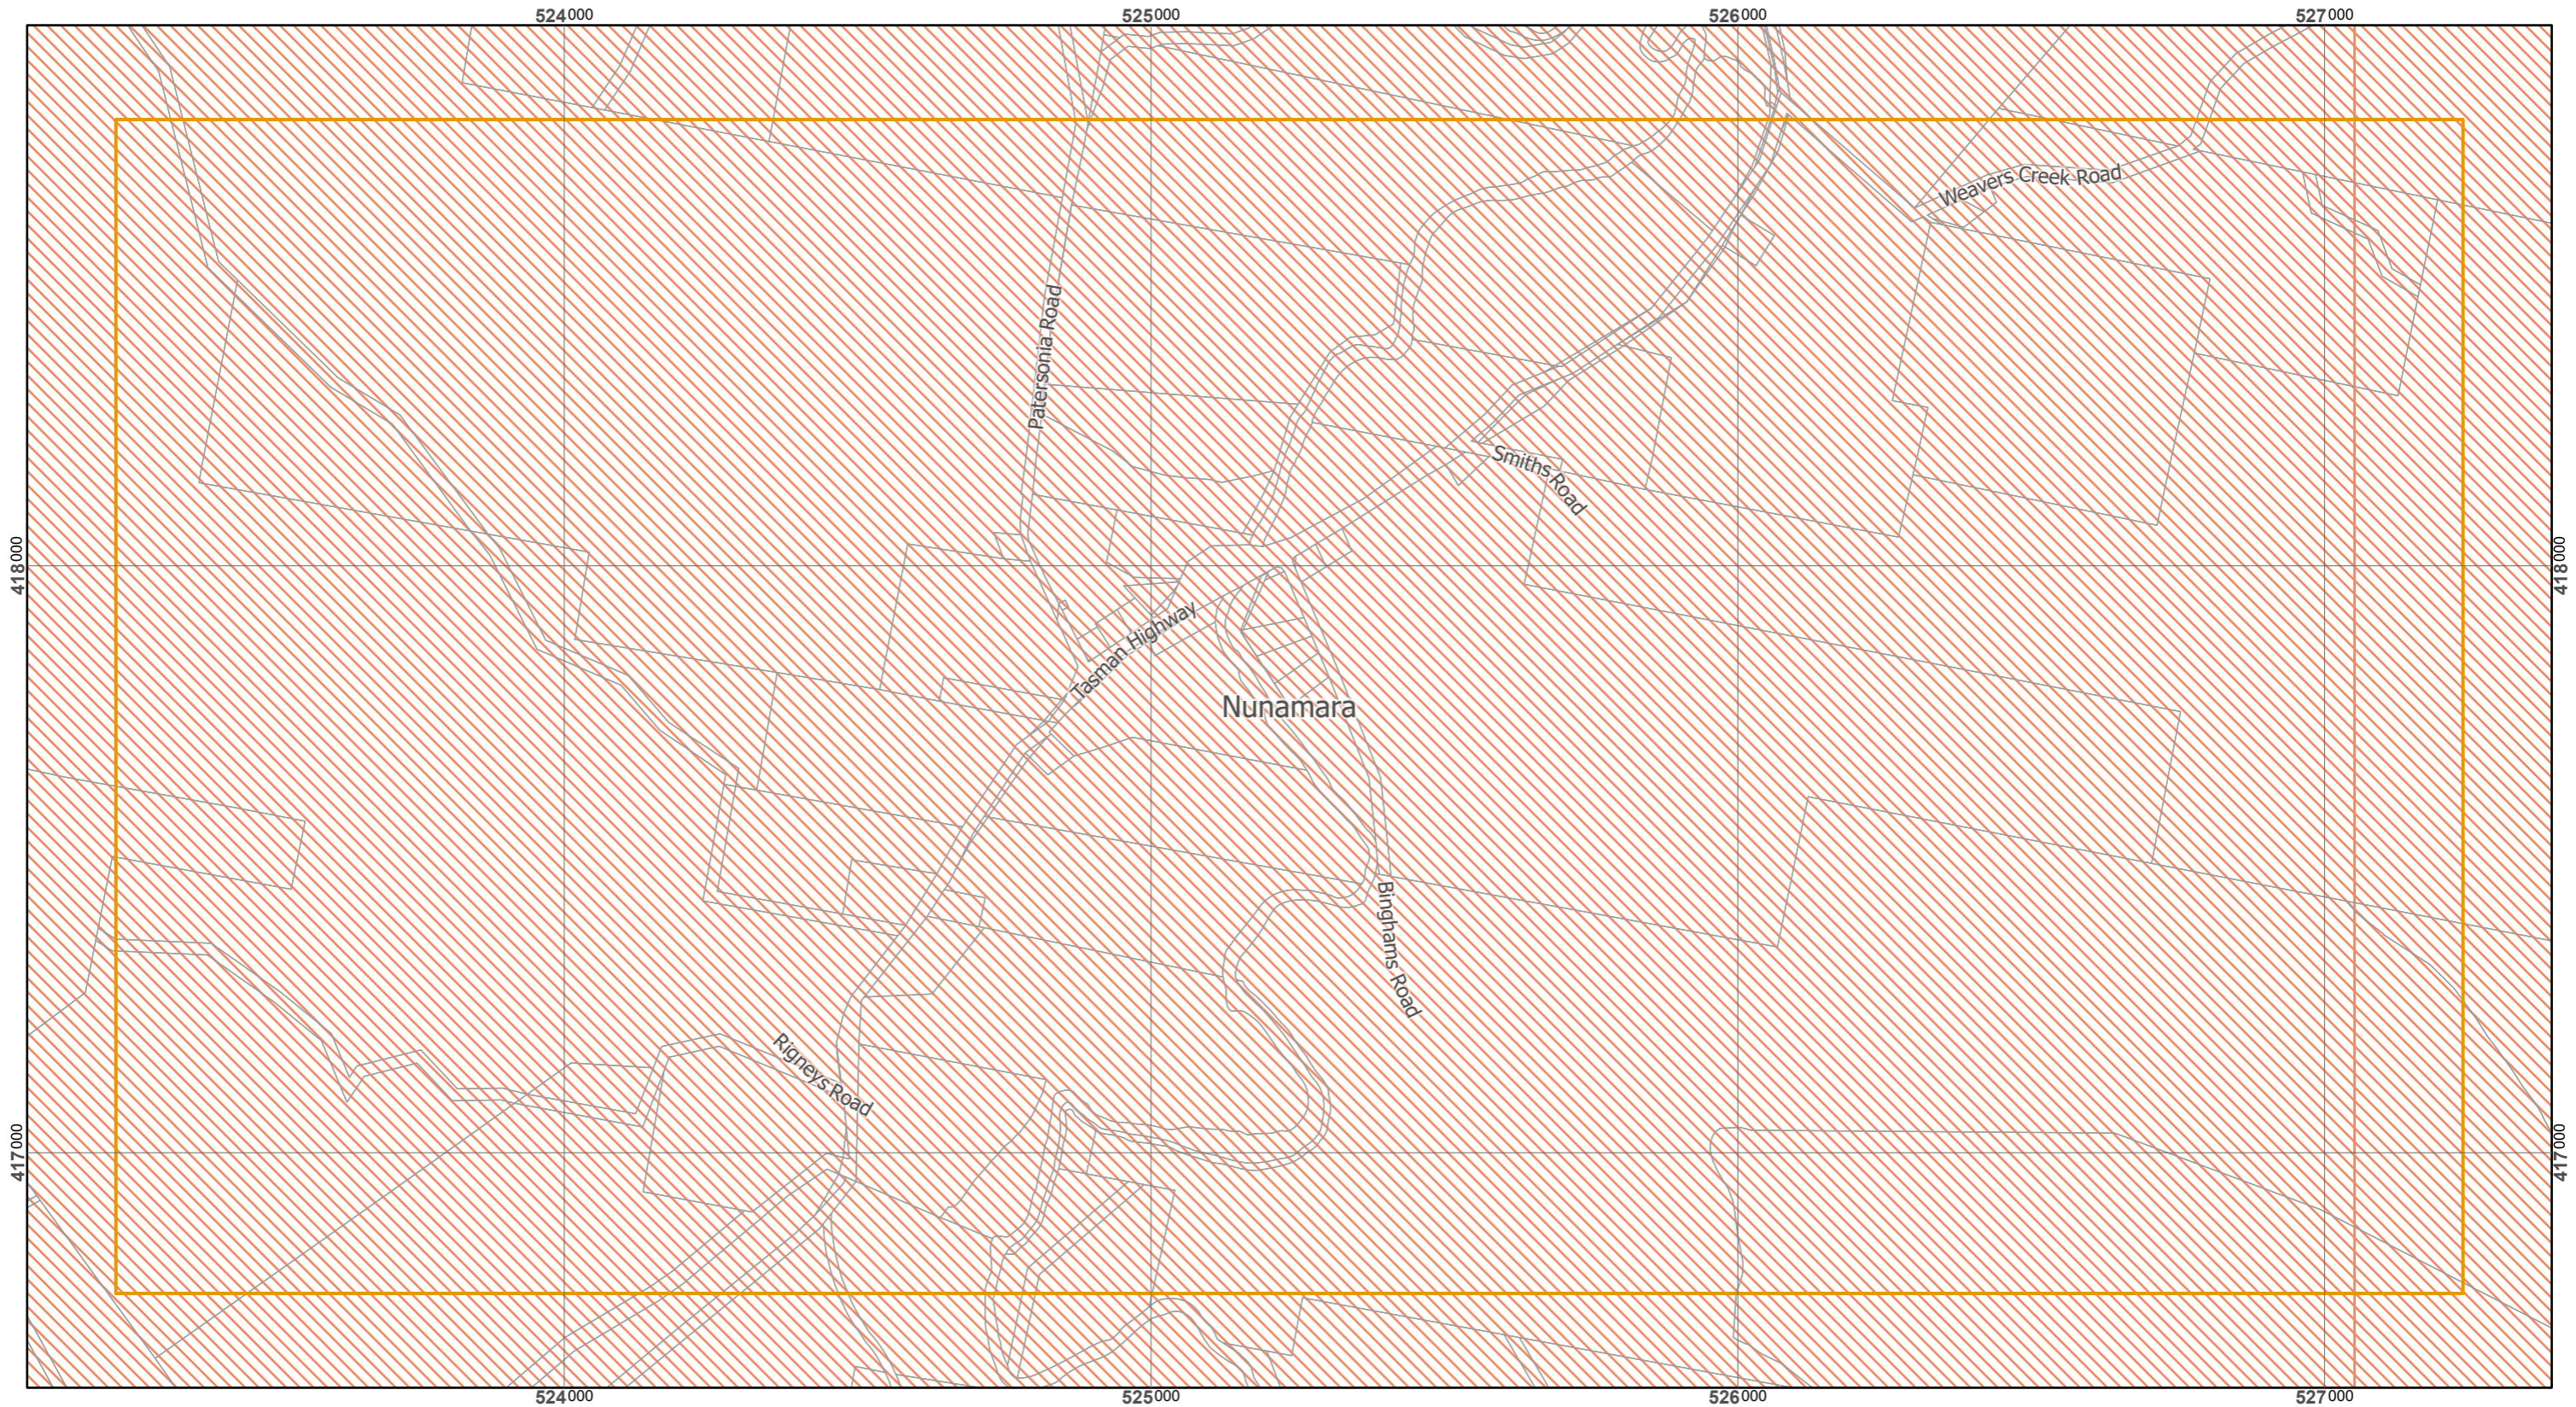 524000 525000 526000 527000
Weavers Creek Road
Patersonia Road
Smiths Road
418000 418000
Tasman Highway
Nunamara
Binghams Road
Rigneys Road
417000 417000
524000 525000 526000 527000